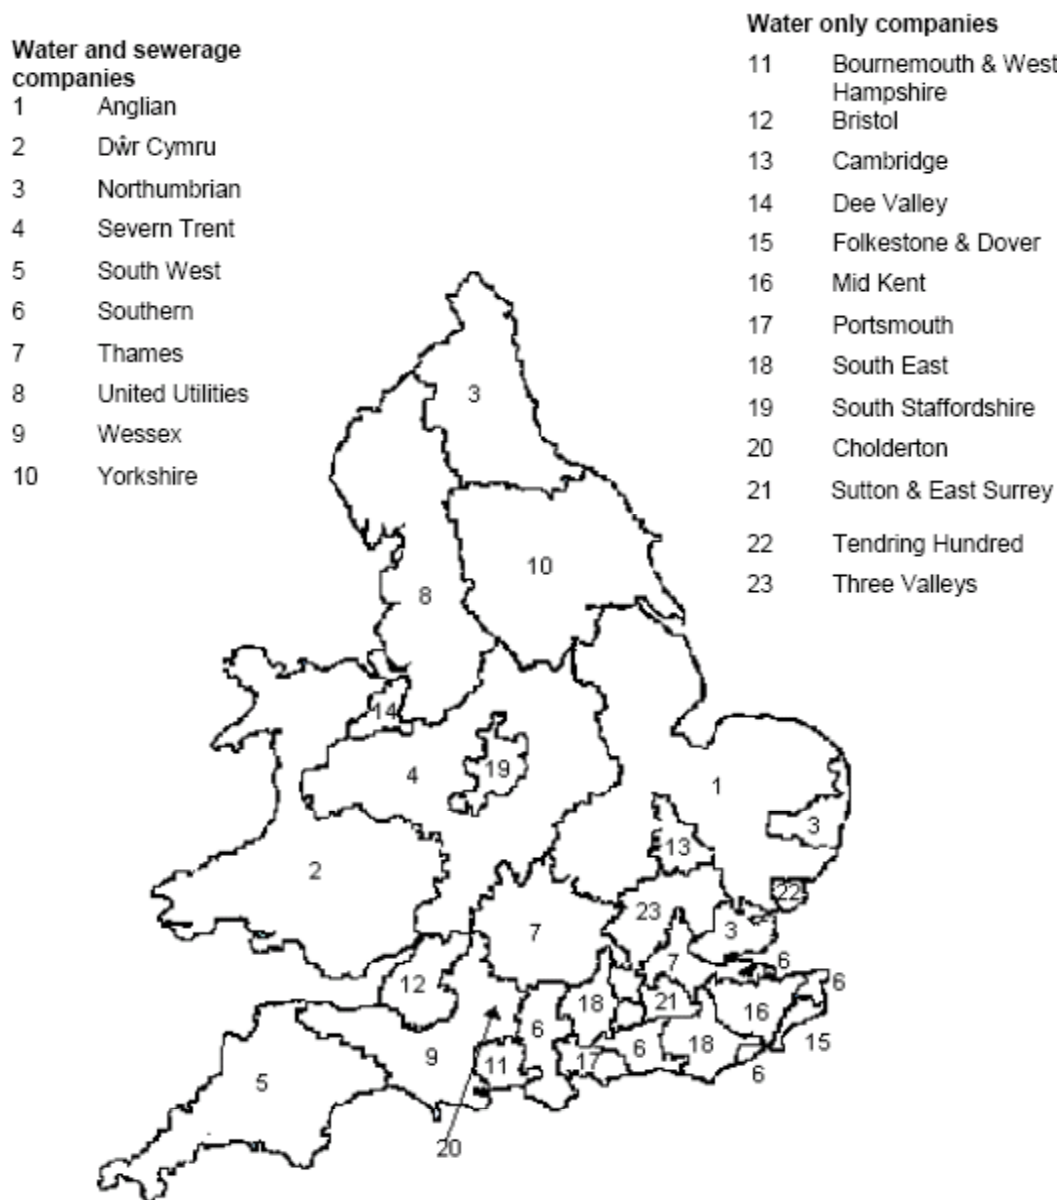 Water and sewerage
companies
1 Anglian
2 Dŵr Cymru
3 Northumbrian
4 Severn Trent
5 South West
6 Southern
7 Thames
8 United Utilities
9 Wessex
10 Yorkshire
Water only companies
11 Bournemouth & West
Hampshire
12 Bristol
13 Cambridge
14 Dee Valley
15 Folkestone & Dover
16 Mid Kent
17 Portsmouth
18 South East
19 South Staffordshire
20 Cholderton
21 Sutton & East Surrey
22 Tendring Hundred
23 Three Valleys
3
10
8
14
4
19
1
3
13
2
22
23
7
3
7
6
12
6
18
21
16
6
18
15
9
11
17
6
5
6
20